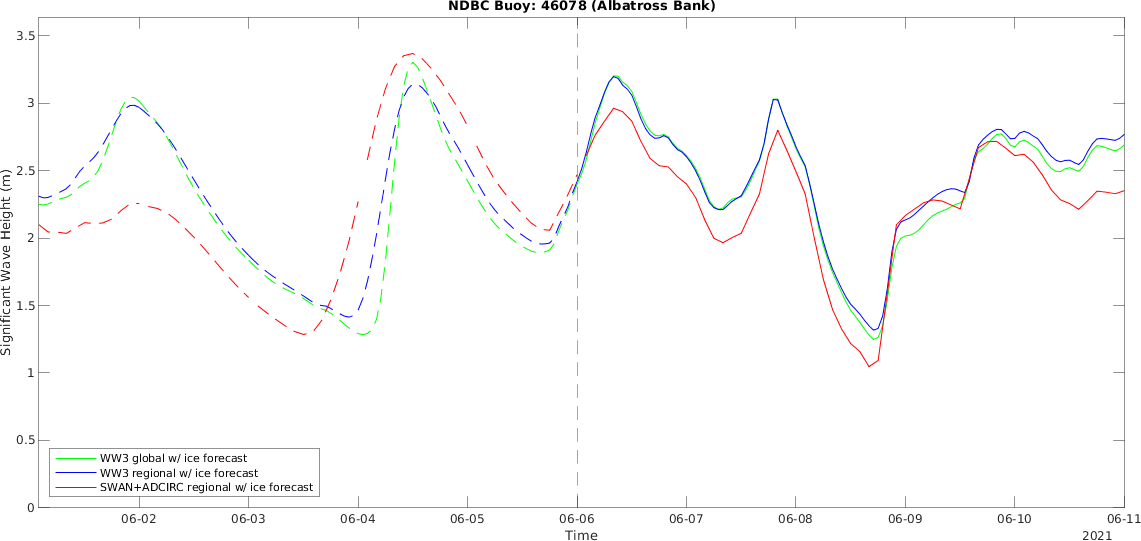 NDBC Buoy: 46078 (Albatross Bank)
Significant Wave Height (m)
3.5
3
2.5
2
1.5
1
0.5
0
WW3 global w/ ice forecast
WW3 regional w/ ice forecast
SWAN+ADCIRC regional w/ ice forecast
06-02 06-03 06-04 06-05 06-06 06-07 06-08 06-09 06-10 06-11
Time
2021